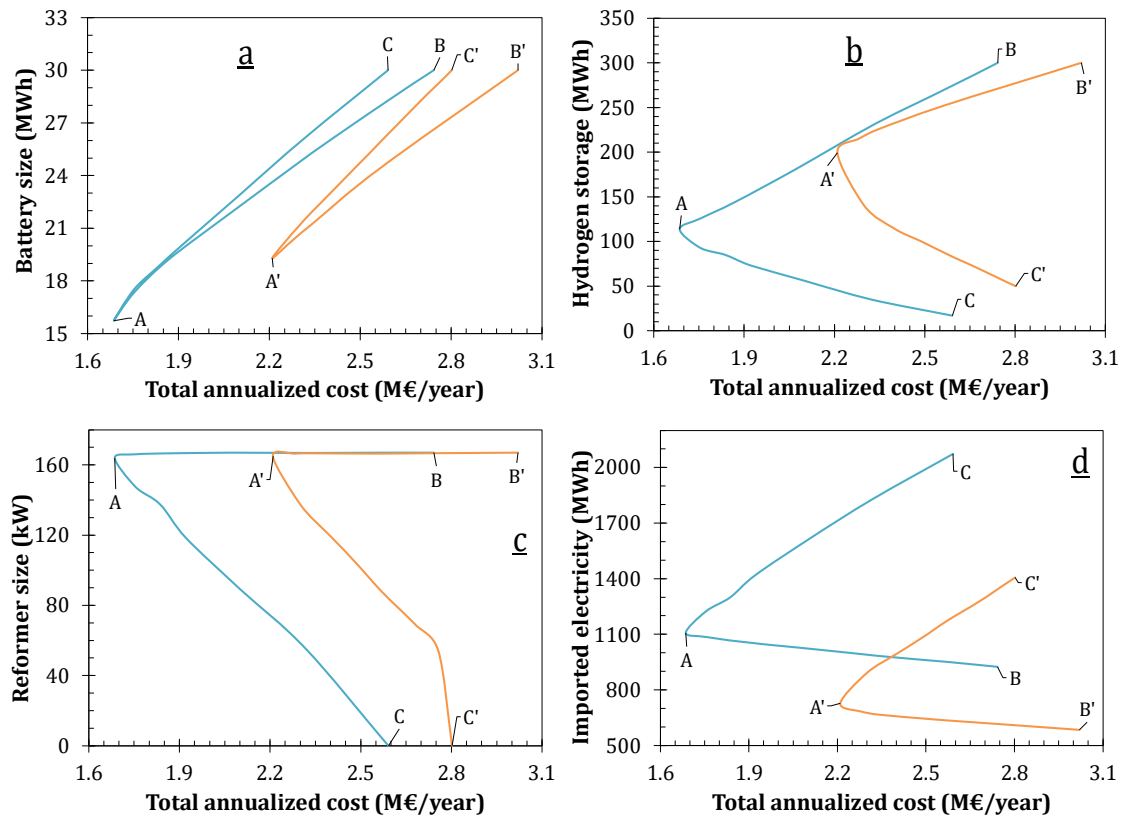 a
Battery size (MWh)
33
30
27
24
21
18
15
C
B
C'
B'
A'
A
1.6 1.9 2.2 2.5 2.8 3.1
Total annualized cost (M€/year)
b
Hydrogen storage (MWh)
350
300
250
200
150
100
50
0
B
B'
A'
A
C'
C
1.6 1.9 2.2 2.5 2.8 3.1
Total annualized cost (M€/year)
c
Reformer size (kW)
160
120
80
40
0
A
A'
B
B'
C
C'
1.6 1.9 2.2 2.5 2.8 3.1
Total annualized cost (M€/year)
d
Imported electricity (MWh)
2000
1700
1400
1100
800
500
C
C'
A
B
A'
B'
1.6 1.9 2.2 2.5 2.8 3.1
Total annualized cost (M€/year)